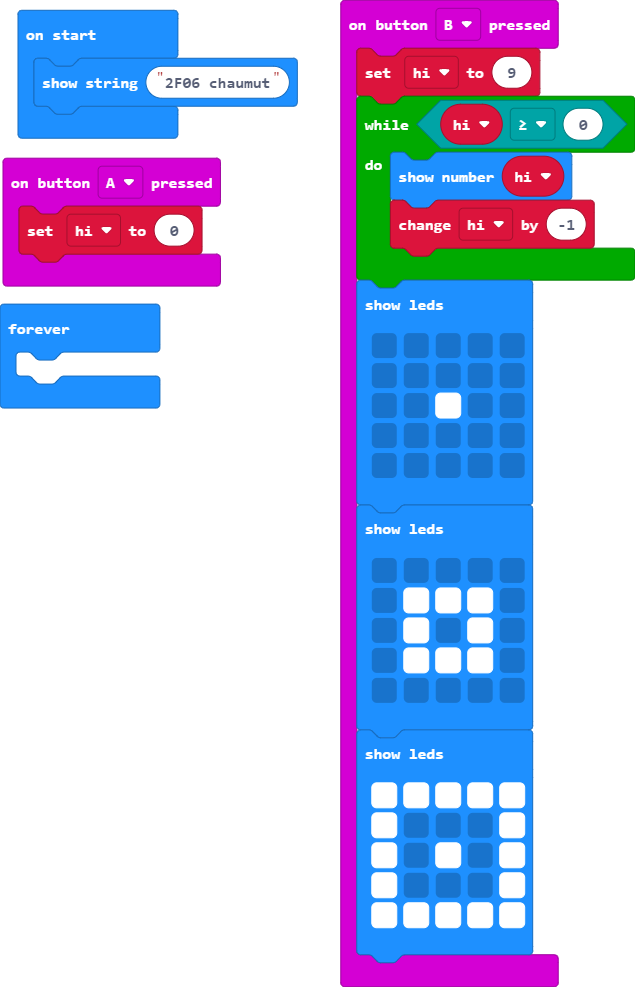 on start
show string "2F06 chaumut"
on button A pressed
set hi to 0
forever
on button B pressed
set hi to 9
while hi ≥ 0
do
show number hi
change hi by -1
show leds
show leds
show leds